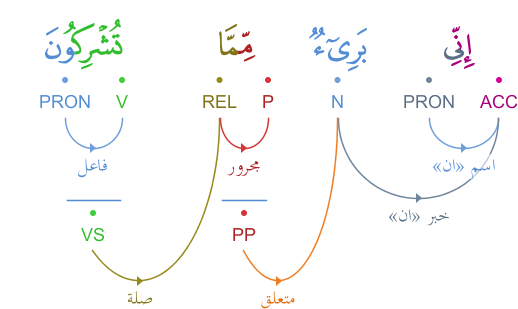 إِنِّى بَرِىٓءٌ مِّمَّا تُشْرِكُونَ
ACC PRON N P REL V PRON
اسم «ان» مجرور فاعل
خبر «ان»
PP VS
متعلق صلة